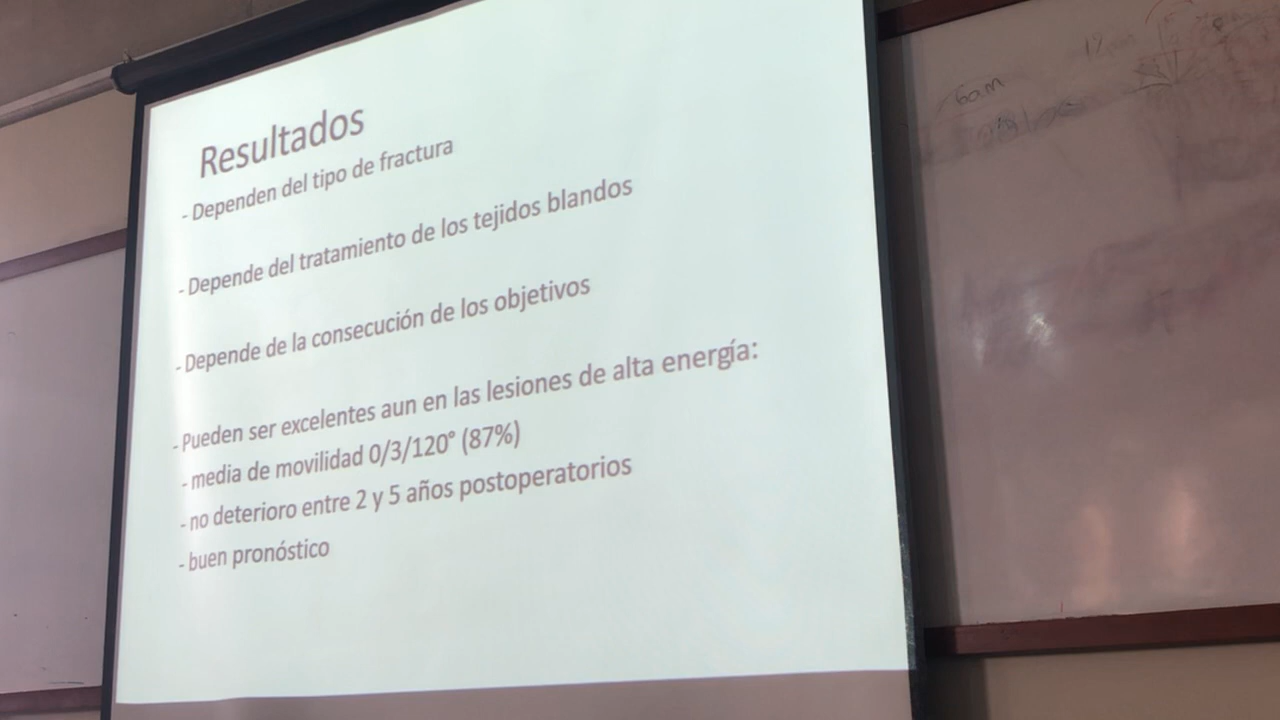 Resultados
- Dependen del tipo de fractura
- Depende del tratamiento de los tejidos blandos
- Depende de la consecución de los objetivos
- Pueden ser excelentes aun en las lesiones de alta energía:
- media de movilidad 0/3/120° (87%)
- no deterioro entre 2 y 5 años postoperatorios
- buen pronóstico
60m
12